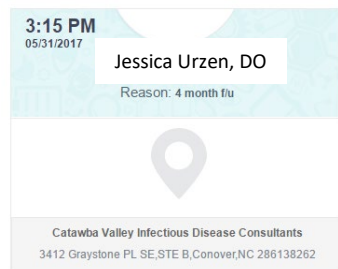 3:15 PM
05/31/2017
Jessica Urzen, DO
Reason: 4 month f/u
Catawba Valley Infectious Disease Consultants
3412 Graystone PL SE,STE B,Conover,NC 286138262